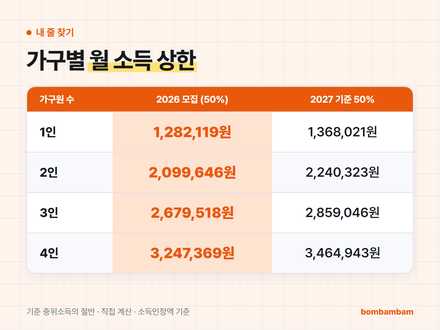 내 줄 찾기
가구별 월 소득 상한
가구원 수 2026 모집 (50%) 2027 기준 50%
1인 1,282,119원 1,368,021원
2인 2,099,646원 2,240,323원
3인 2,679,518원 2,859,046원
4인 3,247,369원 3,464,943원
기준 중위소득의 절반 · 직접 계산 · 소득인정액 기준 bombambam